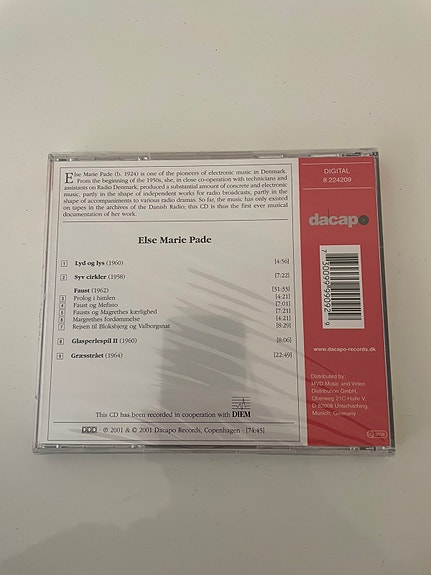 Else Marie Pade (b. 1924) is one of the pioneers of electronic music in Denmark.
From the beginning of the 1950s, she, in close co-operation with technicians and
assistants on Radio Denmark, produced a substantial amount of concrete and electronic
music, partly in the shape of independent works for radio broadcasts, partly in the
shape of accompaniments to various radio dramas. So far, the music has only existed
on tapes in the archives of the Danish Radio; this CD is thus the first ever musical
documentation of her work.
Else Marie Pade
1 Lyd og lys (1960) [4:56]
2 Syv cirkler (1958) [7:22]
Faust (1962) [31:33]
3 Prolog i himlen [4:21]
4 Faust og Mefisto [7:01]
5 Fausts og Magrethes kærlighed [7:21]
6 Margrethes fordømmelse [4:21]
7 Rejsen til Bloksbjerg og Valborgsnat [8:29]
8 Glasperlespil II (1960) [8:06]
9 Græsstrået (1964) [22:49]
This CD has been recorded in cooperation with DIEM
DDD · ℗ 2001 & © 2001 Dacapo Records, Copenhagen · [74:45]
DIGITAL
8.224209
dacapo
7 30099 99092 9
www.dacapo-records.dk
Distributed by:
MVD Music and Video
Distribution GmbH,
Oberweg 21C-Halle V,
D 82008 Unterhaching,
Munich, Germany